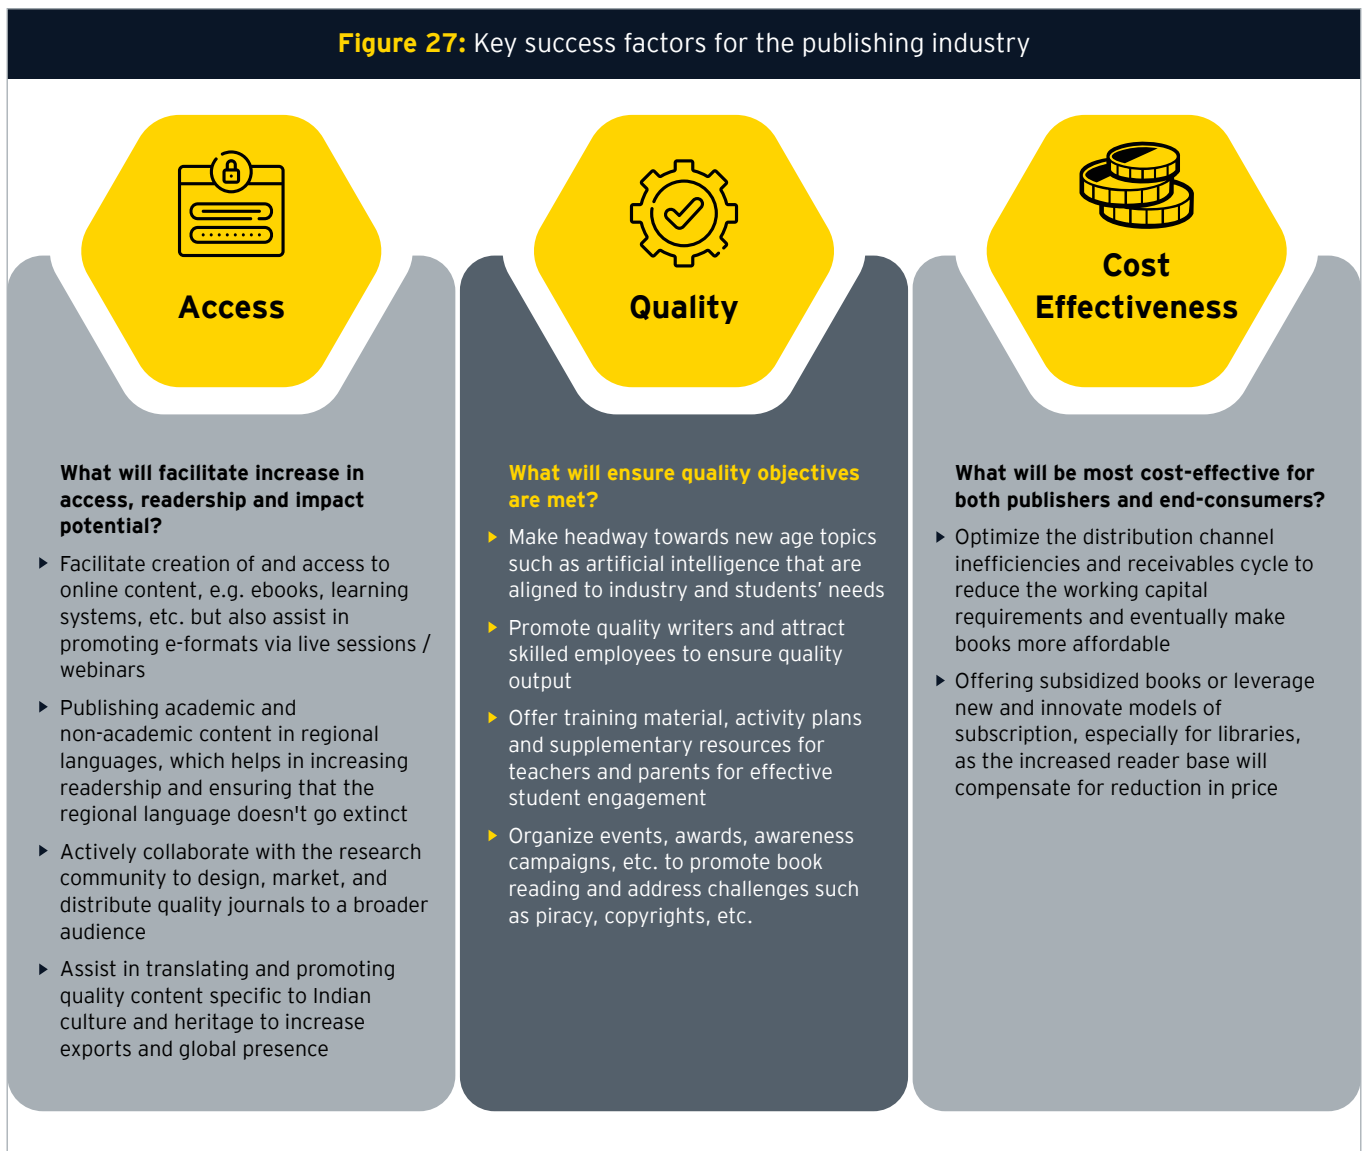 Figure 27: Key success factors for the publishing industry
Access
What will facilitate increase in
access, readership and impact
potential?
Facilitate creation of and access to
online content, e.g. ebooks, learning
systems, etc. but also assist in
promoting e-formats via live sessions /
webinars
Publishing academic and
non-academic content in regional
languages, which helps in increasing
readership and ensuring that the
regional language doesn't go extinct
Actively collaborate with the research
community to design, market, and
distribute quality journals to a broader
audience
Assist in translating and promoting
quality content specific to Indian
culture and heritage to increase
exports and global presence
Quality
What will ensure quality objectives
are met?
Make headway towards new age topics
such as artificial intelligence that are
aligned to industry and students’ needs
Promote quality writers and attract
skilled employees to ensure quality
output
Offer training material, activity plans
and supplementary resources for
teachers and parents for effective
student engagement
Organize events, awards, awareness
campaigns, etc. to promote book
reading and address challenges such
as piracy, copyrights, etc.
Cost
Effectiveness
What will be most cost-effective for
both publishers and end-consumers?
Optimize the distribution channel
inefficiencies and receivables cycle to
reduce the working capital
requirements and eventually make
books more affordable
Offering subsidized books or leverage
new and innovate models of
subscription, especially for libraries,
as the increased reader base will
compensate for reduction in price